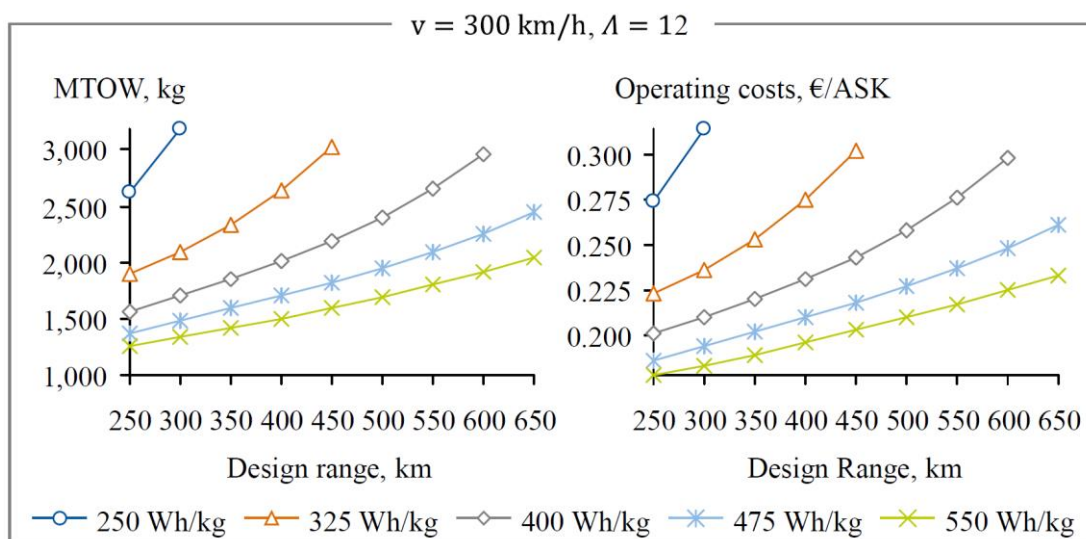 v = 300 km/h, Λ = 12
MTOW, kg
3,000
2,500
2,000
1,500
1,000
250 300 350 400 450 500 550 600 650
Design range, km
Operating costs, €/ASK
0.300
0.275
0.250
0.225
0.200
250 300 350 400 450 500 550 600 650
Design Range, km
250 Wh/kg 325 Wh/kg 400 Wh/kg 475 Wh/kg 550 Wh/kg